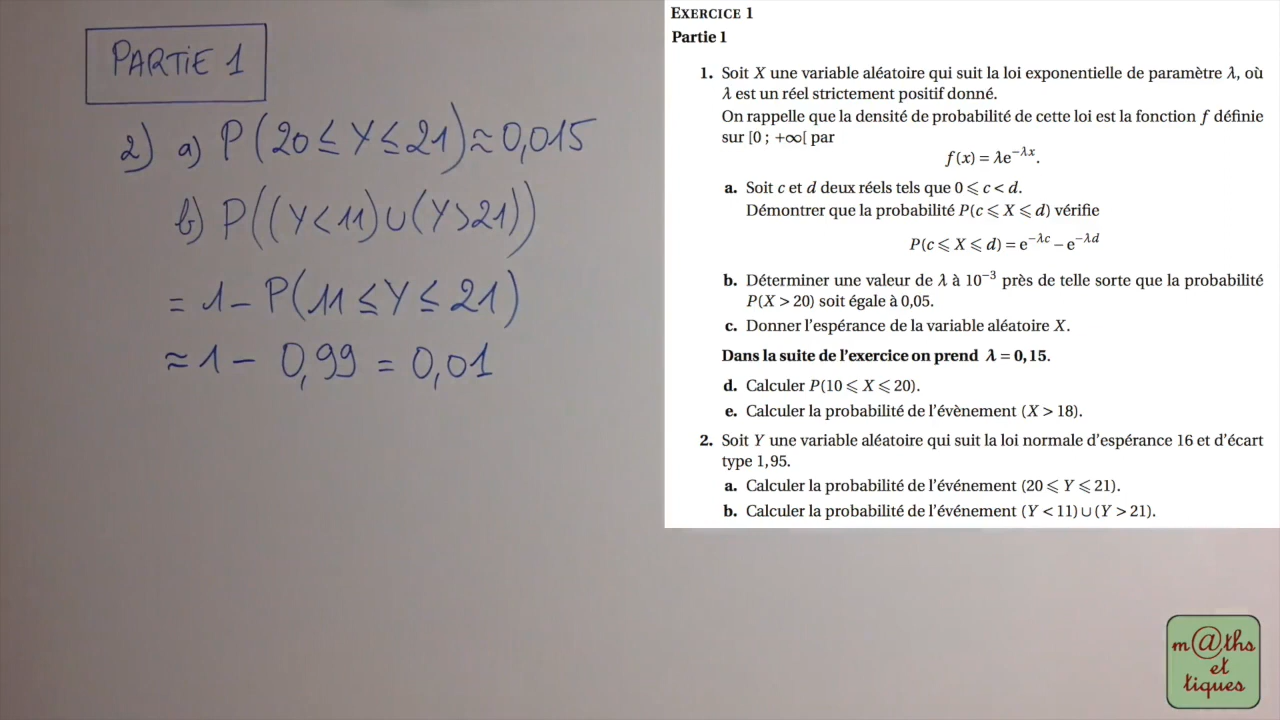 PARTIE 1
2) a) P(20 ≤ Y ≤ 21) ≈ 0,015
b) P((Y < 11) ∪ (Y > 21))
= 1 - P(11 ≤ Y ≤ 21)
≈ 1 - 0,99 = 0,01
EXERCICE 1
Partie 1
1. Soit X une variable aléatoire qui suit la loi exponentielle de paramètre λ, où
λ est un réel strictement positif donné.
On rappelle que la densité de probabilité de cette loi est la fonction f définie
sur [0 ; +∞[ par
f(x) = λe^{−λx}.
a. Soit c et d deux réels tels que 0 ⩽ c < d.
Démontrer que la probabilité P(c ⩽ X ⩽ d) vérifie
P(c ⩽ X ⩽ d) = e^{−λc} − e^{−λd}
b. Déterminer une valeur de λ à 10^{−3} près de telle sorte que la probabilité
P(X > 20) soit égale à 0,05.
c. Donner l'espérance de la variable aléatoire X.
Dans la suite de l'exercice on prend λ = 0,15.
d. Calculer P(10 ⩽ X ⩽ 20).
e. Calculer la probabilité de l'évènement (X > 18).
2. Soit Y une variable aléatoire qui suit la loi normale d'espérance 16 et d'écart
type 1,95.
a. Calculer la probabilité de l'événement (20 ⩽ Y ⩽ 21).
b. Calculer la probabilité de l'événement (Y < 11) ∪ (Y > 21).
m@ths
et
tiques